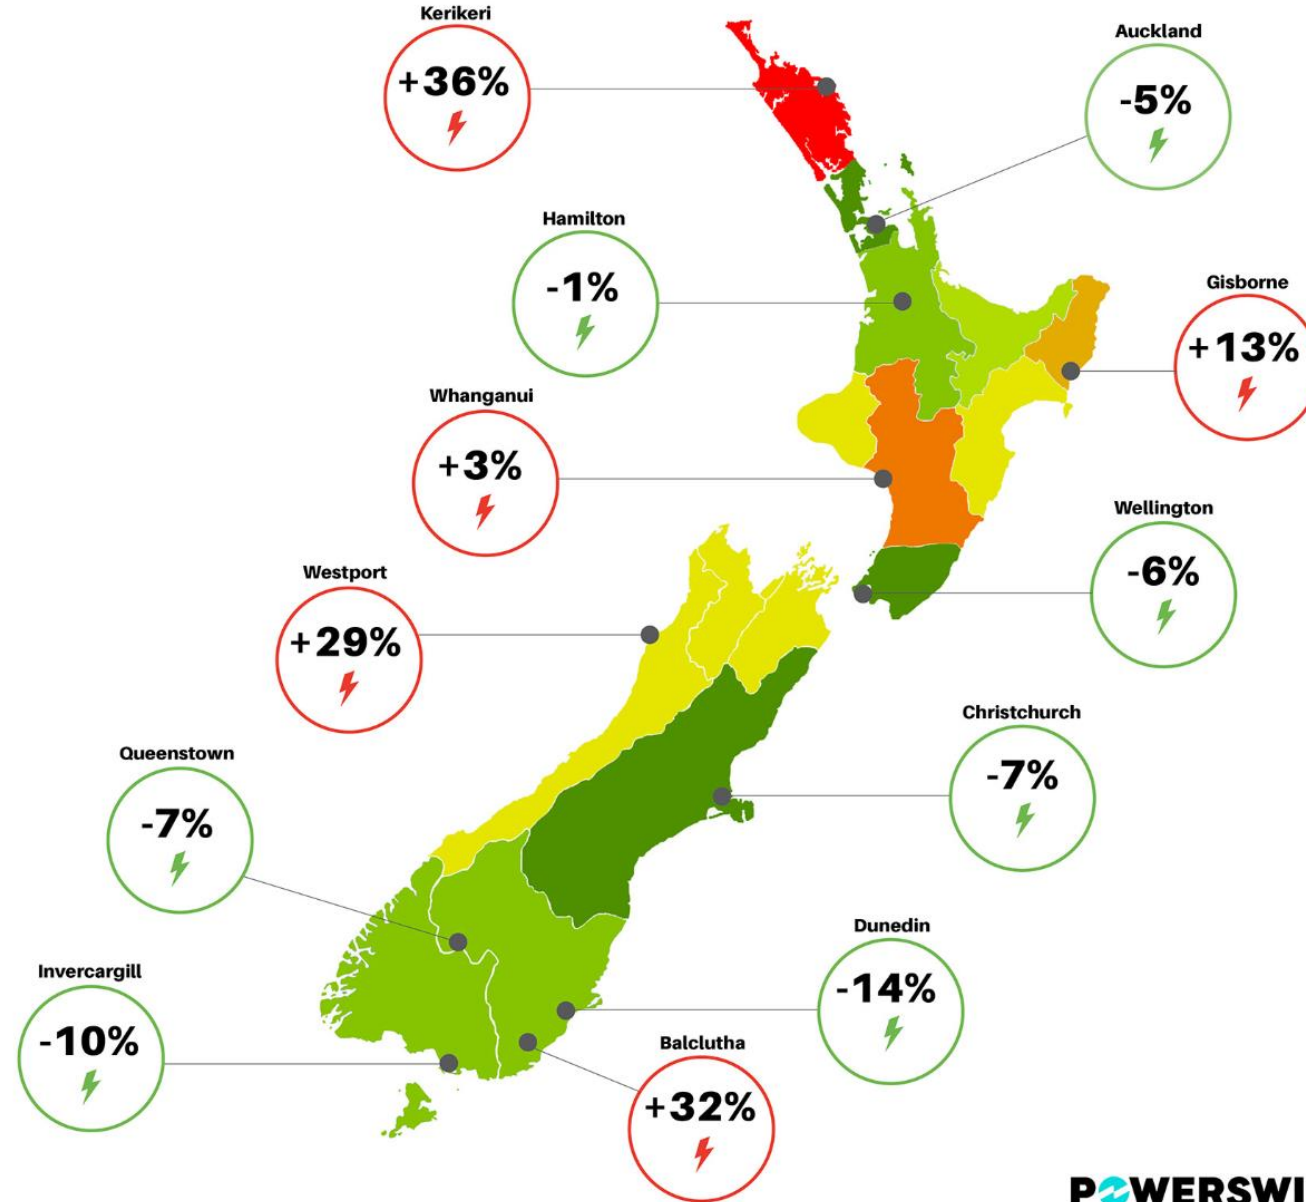 Kerikeri
+36%
Auckland
-5%
Hamilton
-1%
Gisborne
+13%
Whanganui
+3%
Wellington
-6%
Westport
+29%
Christchurch
-7%
Queenstown
-7%
Dunedin
-14%
Invercargill
-10%
Balclutha
+32%
POWERSWI